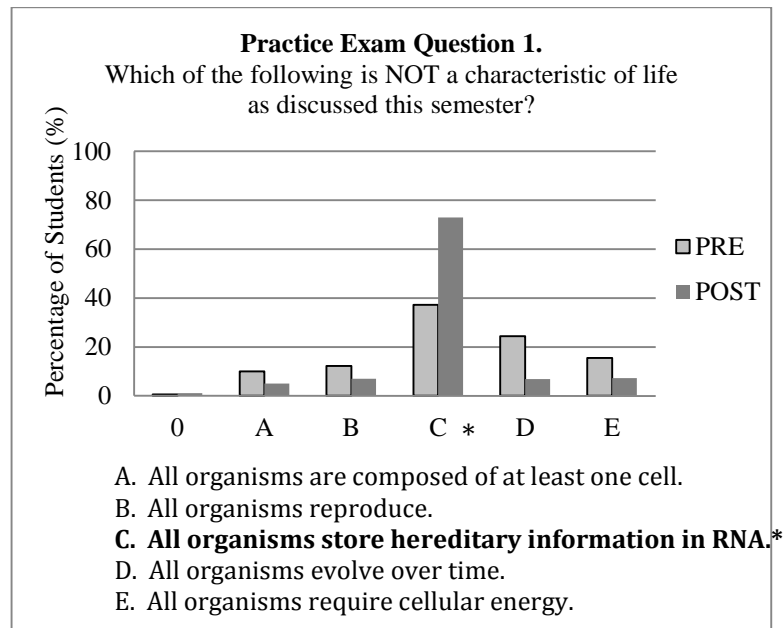 Practice Exam Question 1.
Which of the following is NOT a characteristic of life
as discussed this semester?
Percentage of Students (%)
100
80
60
40
20
0
0 A B C * D E
PRE
POST
A. All organisms are composed of at least one cell.
B. All organisms reproduce.
C. All organisms store hereditary information in RNA.*
D. All organisms evolve over time.
E. All organisms require cellular energy.